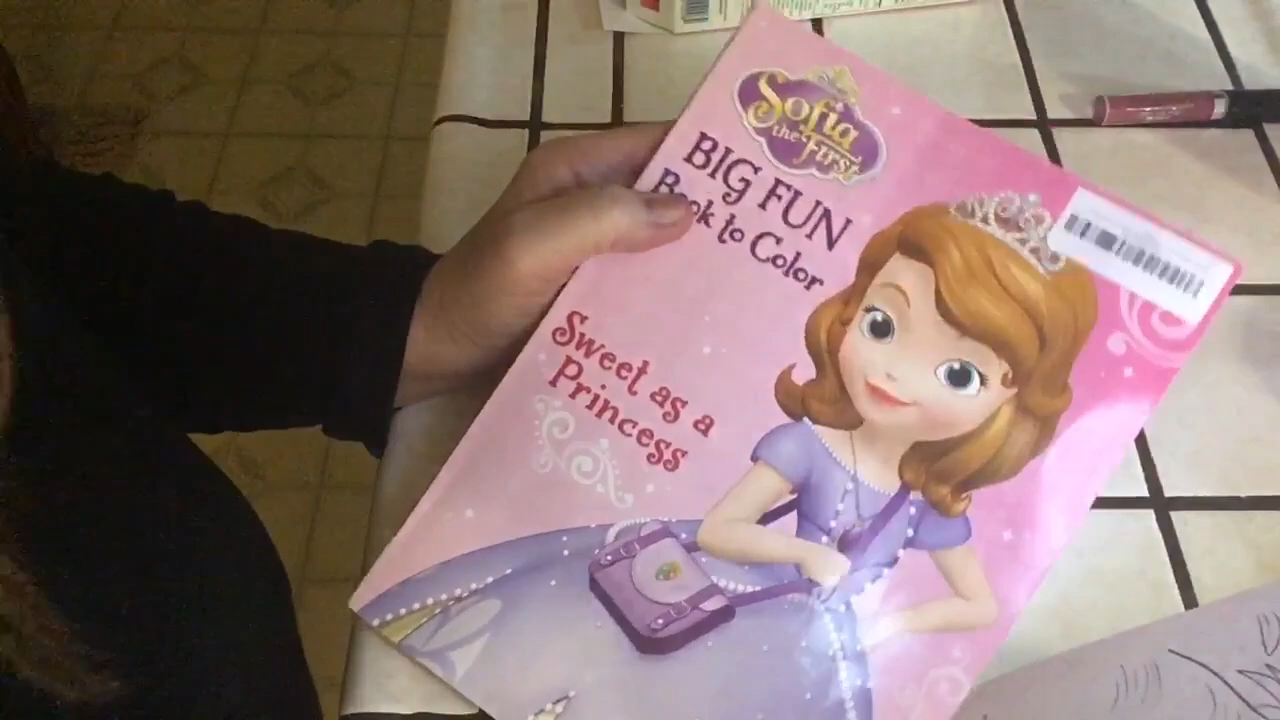 Sofia
the First
BIG FUN
Book to Color
Sweet as a
Princess